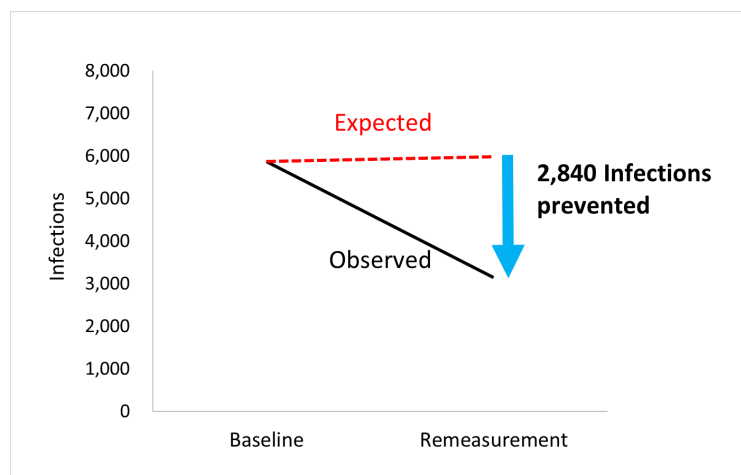 8,000
7,000
6,000
5,000
4,000
3,000
2,000
1,000
0
Infections
Expected
Observed
2,840 Infections
prevented
Baseline
Remeasurement